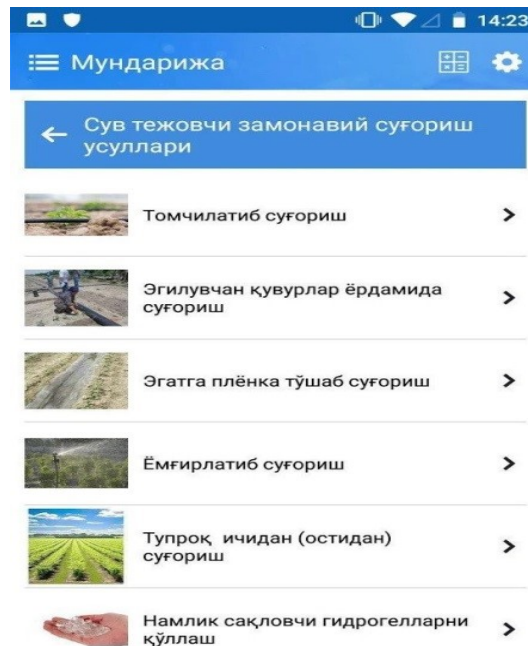 14:23
Мундарижа
Сув тежовчи замонавий суғориш
усуллари
Томчилатиб суғориш
Эгилувчан қувурлар ёрдамида
суғориш
Эгатга плёнка тўшаб суғориш
Ёмғирлатиб суғориш
Тупроқ ичидан (остидан)
суғориш
Намлик сақловчи гидрогелларни
қўллаш